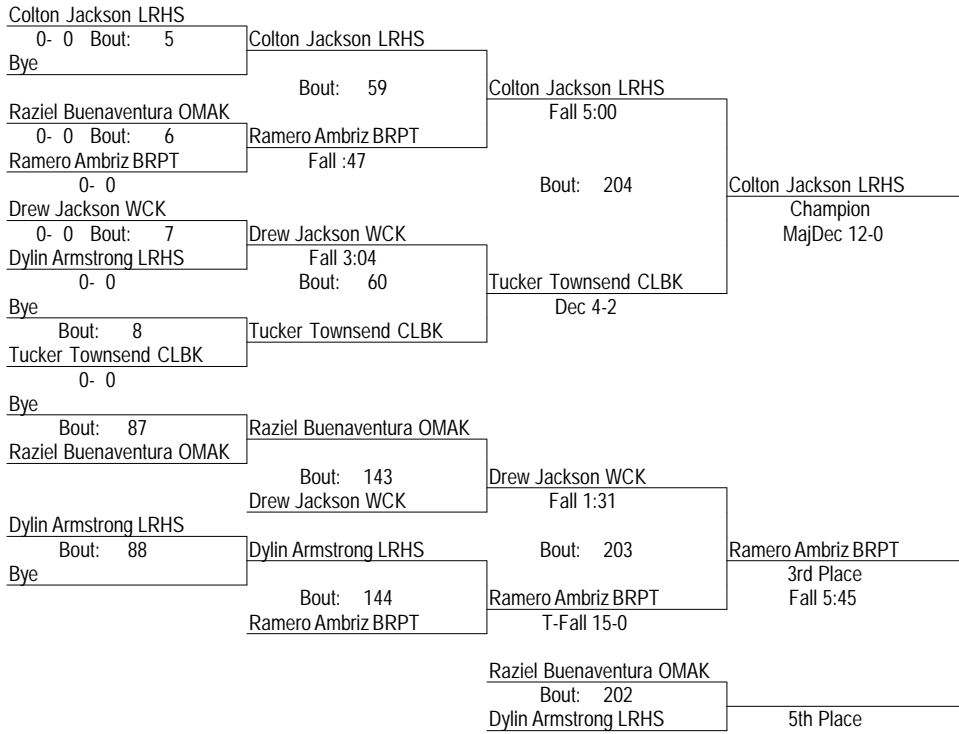 Colton Jackson LRHS
0- 0 Bout: 5
Colton Jackson LRHS
Bye
Bout: 59
Colton Jackson LRHS
Raziel Buenaventura OMAK
Fall 5:00
0- 0 Bout: 6
Ramero Ambriz BRPT
Ramero Ambriz BRPT
Fall :47
0- 0
Bout: 204
Colton Jackson LRHS
Drew Jackson WCK
Champion
0- 0 Bout: 7
Drew Jackson WCK
MajDec 12-0
Dylin Armstrong LRHS
Fall 3:04
0- 0
Bout: 60
Tucker Townsend CLBK
Bye
Dec 4-2
Bout: 8
Tucker Townsend CLBK
Tucker Townsend CLBK
0- 0
Bye
Bout: 87
Raziel Buenaventura OMAK
Raziel Buenaventura OMAK
Bout: 143
Drew Jackson WCK
Drew Jackson WCK
Fall 1:31
Dylin Armstrong LRHS
Bout: 88
Dylin Armstrong LRHS
Bout: 203
Ramero Ambriz BRPT
Bye
3rd Place
Bout: 144
Ramero Ambriz BRPT
Fall 5:45
Ramero Ambriz BRPT
T-Fall 15-0
Raziel Buenaventura OMAK
Bout: 202
Dylin Armstrong LRHS
5th Place